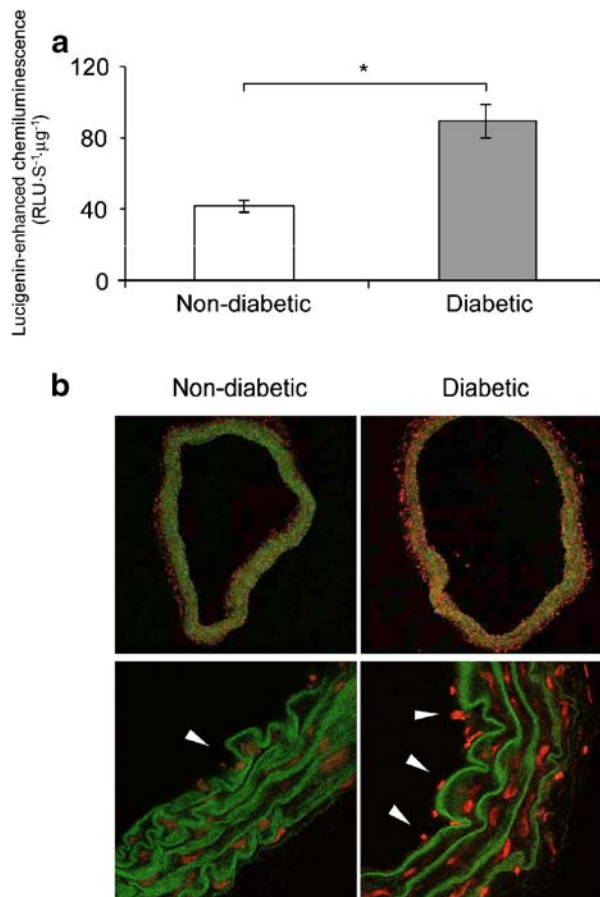 a
Lucigenin-enhanced chemiluminescence
(RLU·S⁻¹·µg⁻¹)
120
80
40
0
*
Non-diabetic
Diabetic
b
Non-diabetic
Diabetic